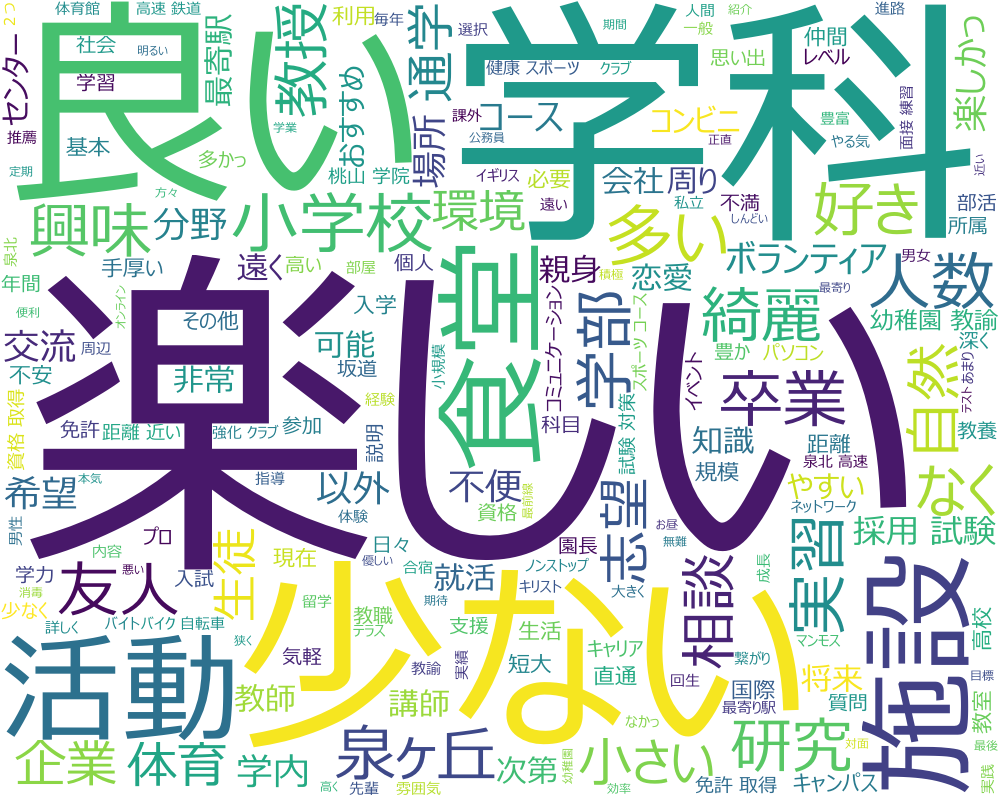 体育館
高速 鉄道
良い
教授
最寄駅
社会
明るい
学習
センター
2つ
推薦
基本
多かっ
定期
方々
学業
利用
毎年
通学
選択
期間
人間
紹介
一般
進路
仲間
思い出
レベル
健康 スポーツ
クラブ
コース
課外
公務員
コンビニ
正直
豊富
やる気
面接 練習
楽しかっ
近い
学科
おすすめ
場所
桃山 学院
イギリス
必要
会社
周り
私立
遠い
不満
しんどい
好き
部活
所属
興味
分野
小学校
環境
多い
ボランティア
男女
人数
泉北
年間
手厚い
遠く
高い
部屋
個人
親身
積極
恋愛
最寄り
幼稚園 教諭
便利
オンライン
その他
入学
交流
周辺
不安
非常
可能
坂道
楽しい
食堂
小規模
コミュニケーション
学部
スポーツ コース
綺麗
豊か
パソコン
イベント
深く
テスト
あまり
自然
資格 取得
免許
距離 近い
強化 クラブ
経験
参加
説明
科目
試験 対策
卒業
知識
規模
距離
泉北 高速
教養
なく
希望
本気
指導
以外
体験
不便
資格
最前線
志望
やすい
ネットワーク
採用 試験
男性
内容
プロ
生徒
現在
日々
優しい
園長
お昼
無難
学力
消毒
悪い
入試
友人
少なく
詳しく
バイト
バイク 自転車
合宿
就活
ノンストップ
キリスト
大きく
相談
成長
実習
施設
高校
少ない
留学
教職
テラス
期待
支援
生活
キャリア
マンモス
狭く
気軽
教諭
実績
短大
直通
繋がり
回生
国際
最寄り駅
将来
質問
目標
教室
活動
教師
講師
なかっ
研究
対面
最後
企業
体育
学内
高く
先輩
泉ヶ丘
雰囲気
次第
幼稚園
小さい
効率
免許 取得
キャンパス
実践